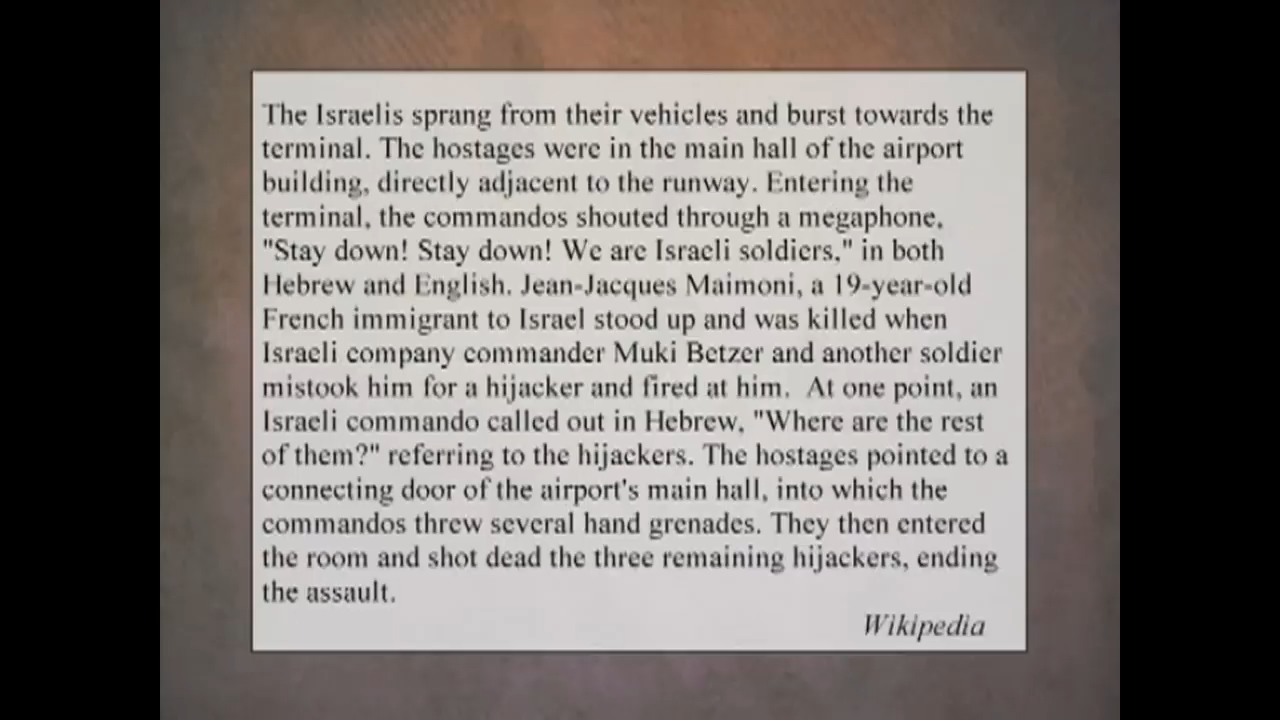 The Israelis sprang from their vehicles and burst towards the
terminal. The hostages were in the main hall of the airport
building, directly adjacent to the runway. Entering the
terminal, the commandos shouted through a megaphone,
"Stay down! Stay down! We are Israeli soldiers," in both
Hebrew and English. Jean-Jacques Maimoni, a 19-year-old
French immigrant to Israel stood up and was killed when
Israeli company commander Muki Betzer and another soldier
mistook him for a hijacker and fired at him.  At one point, an
Israeli commando called out in Hebrew, "Where are the rest
of them?" referring to the hijackers. The hostages pointed to a
connecting door of the airport's main hall, into which the
commandos threw several hand grenades. They then entered
the room and shot dead the three remaining hijackers, ending
the assault.
Wikipedia